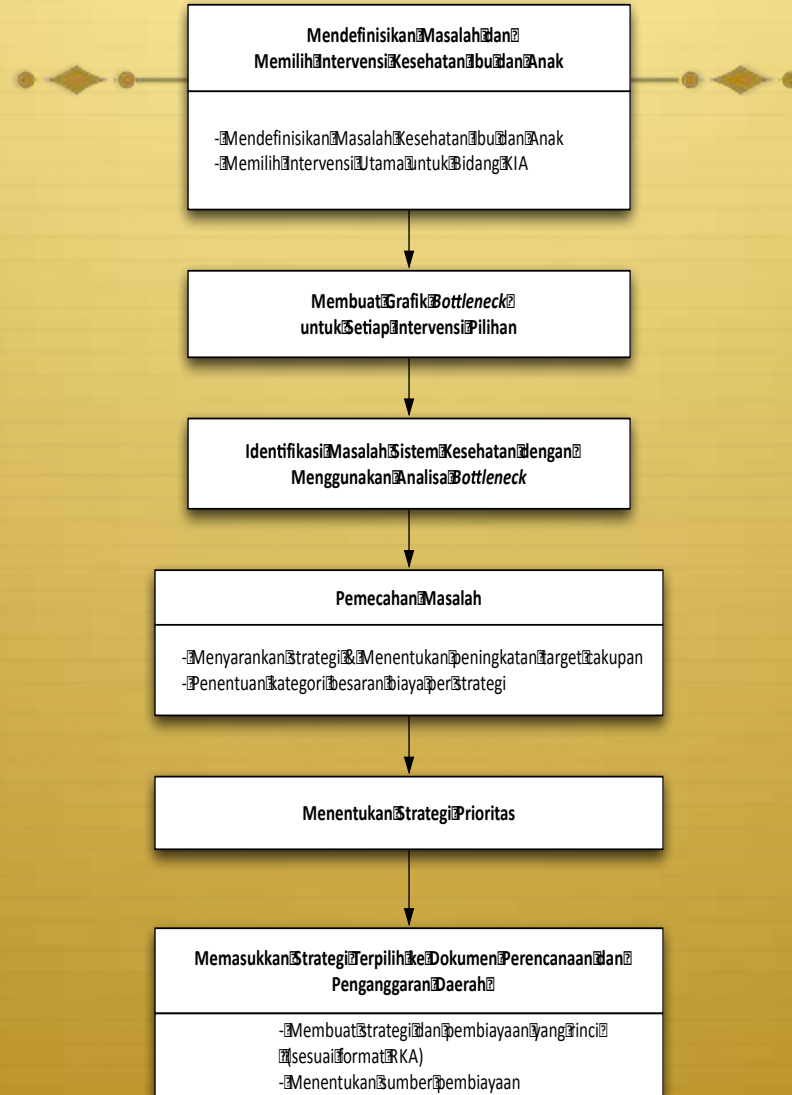 Mendefinisikan Masalah dan
Memilih Intervensi Kesehatan Ibu dan Anak
- Mendefinisikan Masalah Kesehatan Ibu dan Anak
- Memilih Intervensi Utama untuk Bidang KIA
Membuat Grafik Bottleneck
untuk Setiap Intervensi Pilihan
Identifikasi Masalah Sistem Kesehatan dengan
Menggunakan Analisa Bottleneck
Pemecahan Masalah
- Menyarankan strategi & Menentukan peningkatan target cakupan
- Penentuan kategori besaran biaya per strategi
Menentukan Strategi Prioritas
Memasukkan Strategi Terpilih ke Dokumen Perencanaan dan
Penganggaran Daerah
- Membuat strategi dan pembiayaan yang rinci
(sesuai format RKA)
- Menentukan sumber pembiayaan